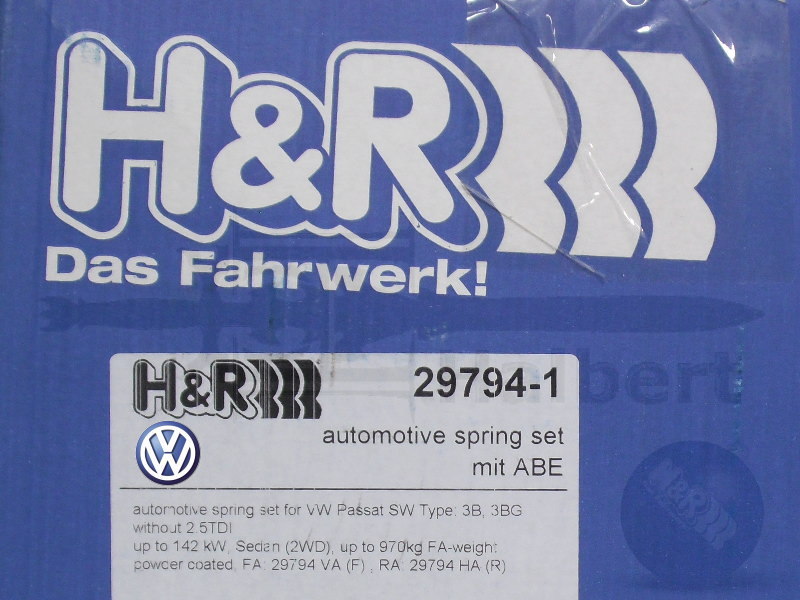 H&R
Das Fahrwerk!
H&R 29794-1
automotive spring set
mit ABE
automotive spring set for VW Passat SW Type: 3B, 3BG
without 2.5TDI
up to 142 kW, Sedan (2WD), up to 970kg FA-weight
powder coated, FA: 29794 VA (F) , RA: 29794 HA (R)
H&R